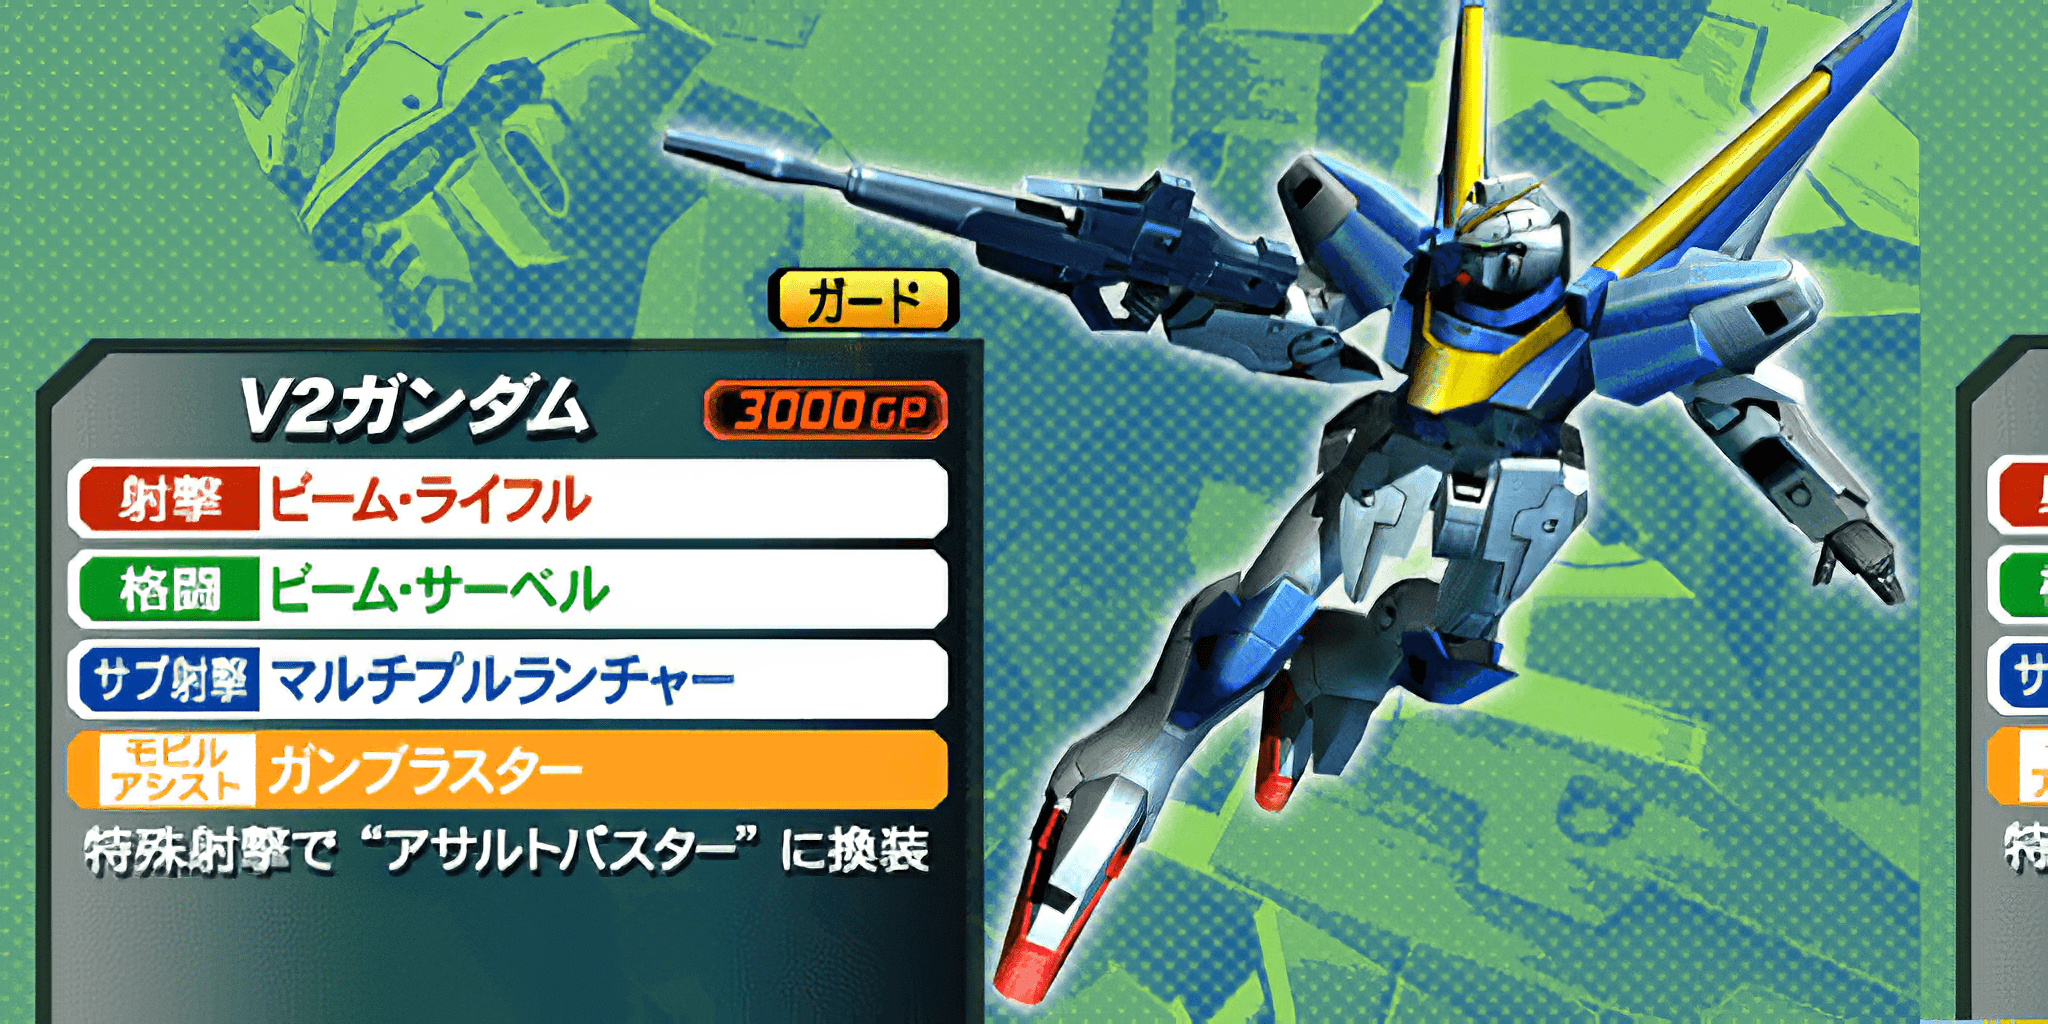 ガード
V2ガンダム 3000GP
射撃 ビーム・ライフル
格闘 ビーム・サーベル
サブ射撃 マルチプルランチャー
モビル
アシスト ガンブラスター
特殊射撃で“アサルトバスター”に換装
サ
特